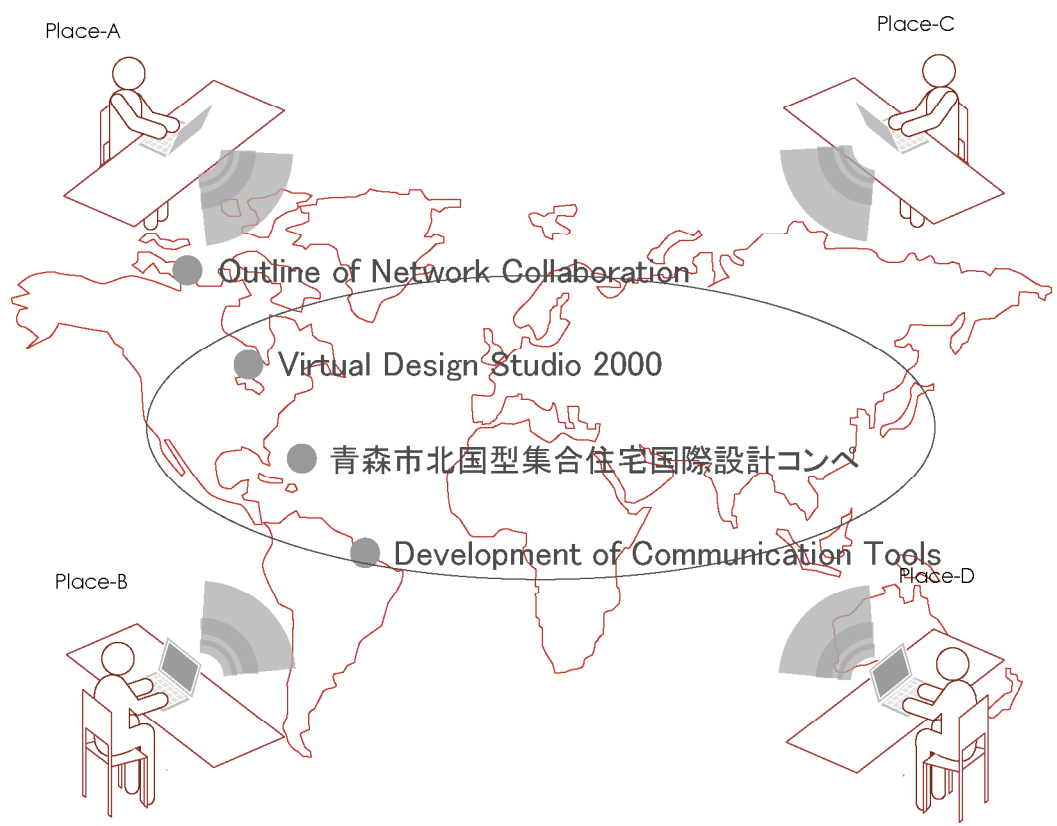 Place-A
Place-C
Outline of Network Collaboration
Virtual Design Studio 2000
青森市北国型集合住宅国際設計コンペ
Development of Communication Tools
Place-B
Place-D